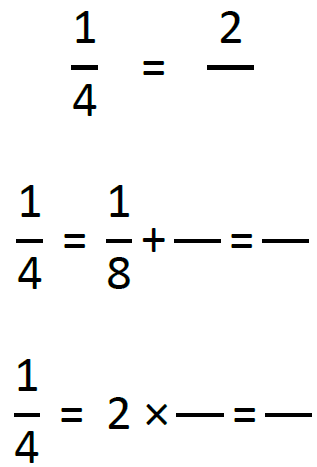 1/4 = 2/
1/4 = 1/8 + — = —
1/4 = 2 × — = —